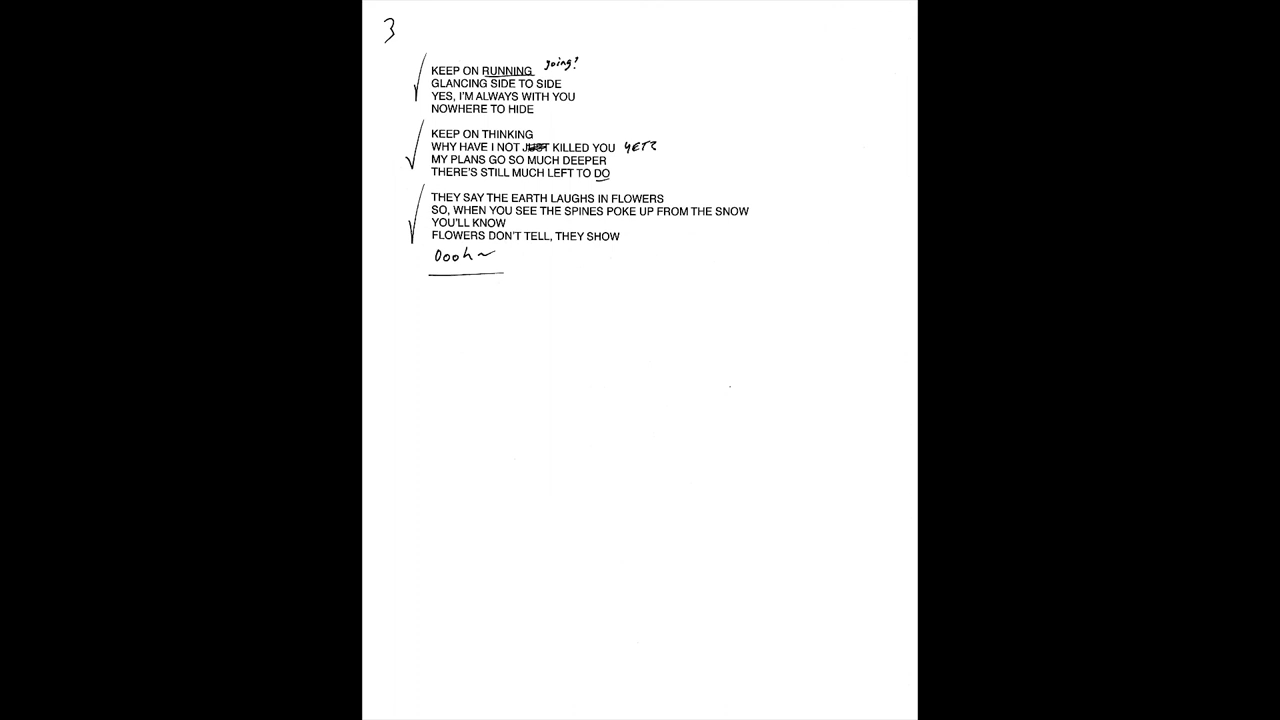 3
KEEP ON RUNNING going?
GLANCING SIDE TO SIDE
YES, I'M ALWAYS WITH YOU
NOWHERE TO HIDE
KEEP ON THINKING
WHY HAVE I NOT JUST KILLED YOU YET?
MY PLANS GO SO MUCH DEEPER
THERE'S STILL MUCH LEFT TO DO
THEY SAY THE EARTH LAUGHS IN FLOWERS
SO, WHEN YOU SEE THE SPINES POKE UP FROM THE SNOW
YOU'LL KNOW
FLOWERS DON'T TELL, THEY SHOW
Oooh~